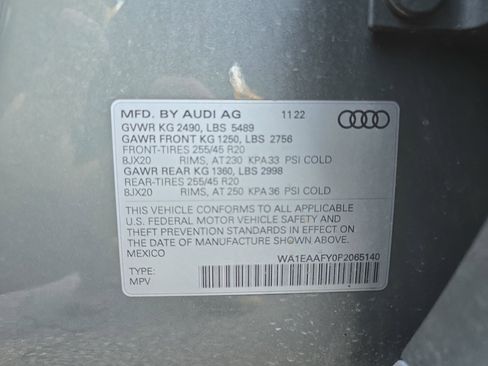 MFD. BY AUDI AG 11 22
GVWR KG 2490, LBS 5489
GAWR FRONT KG 1250, LBS 2756
FRONT-TIRES 255/45 R20
8JX20 RIMS, AT 230 KPA 33 PSI COLD
GAWR REAR KG 1360, LBS 2998
REAR-TIRES 255/45 R20
8JX20 RIMS, AT 250 KPA 36 PSI COLD
THIS VEHICLE CONFORMS TO ALL APPLICABLE
U.S. FEDERAL MOTOR VEHICLE SAFETY AND
THEFT PREVENTION STANDARDS IN EFFECT ON
THE DATE OF MANUFACTURE SHOWN ABOVE.
MEXICO WA1EAAFY0P2065140
TYPE:
MPV